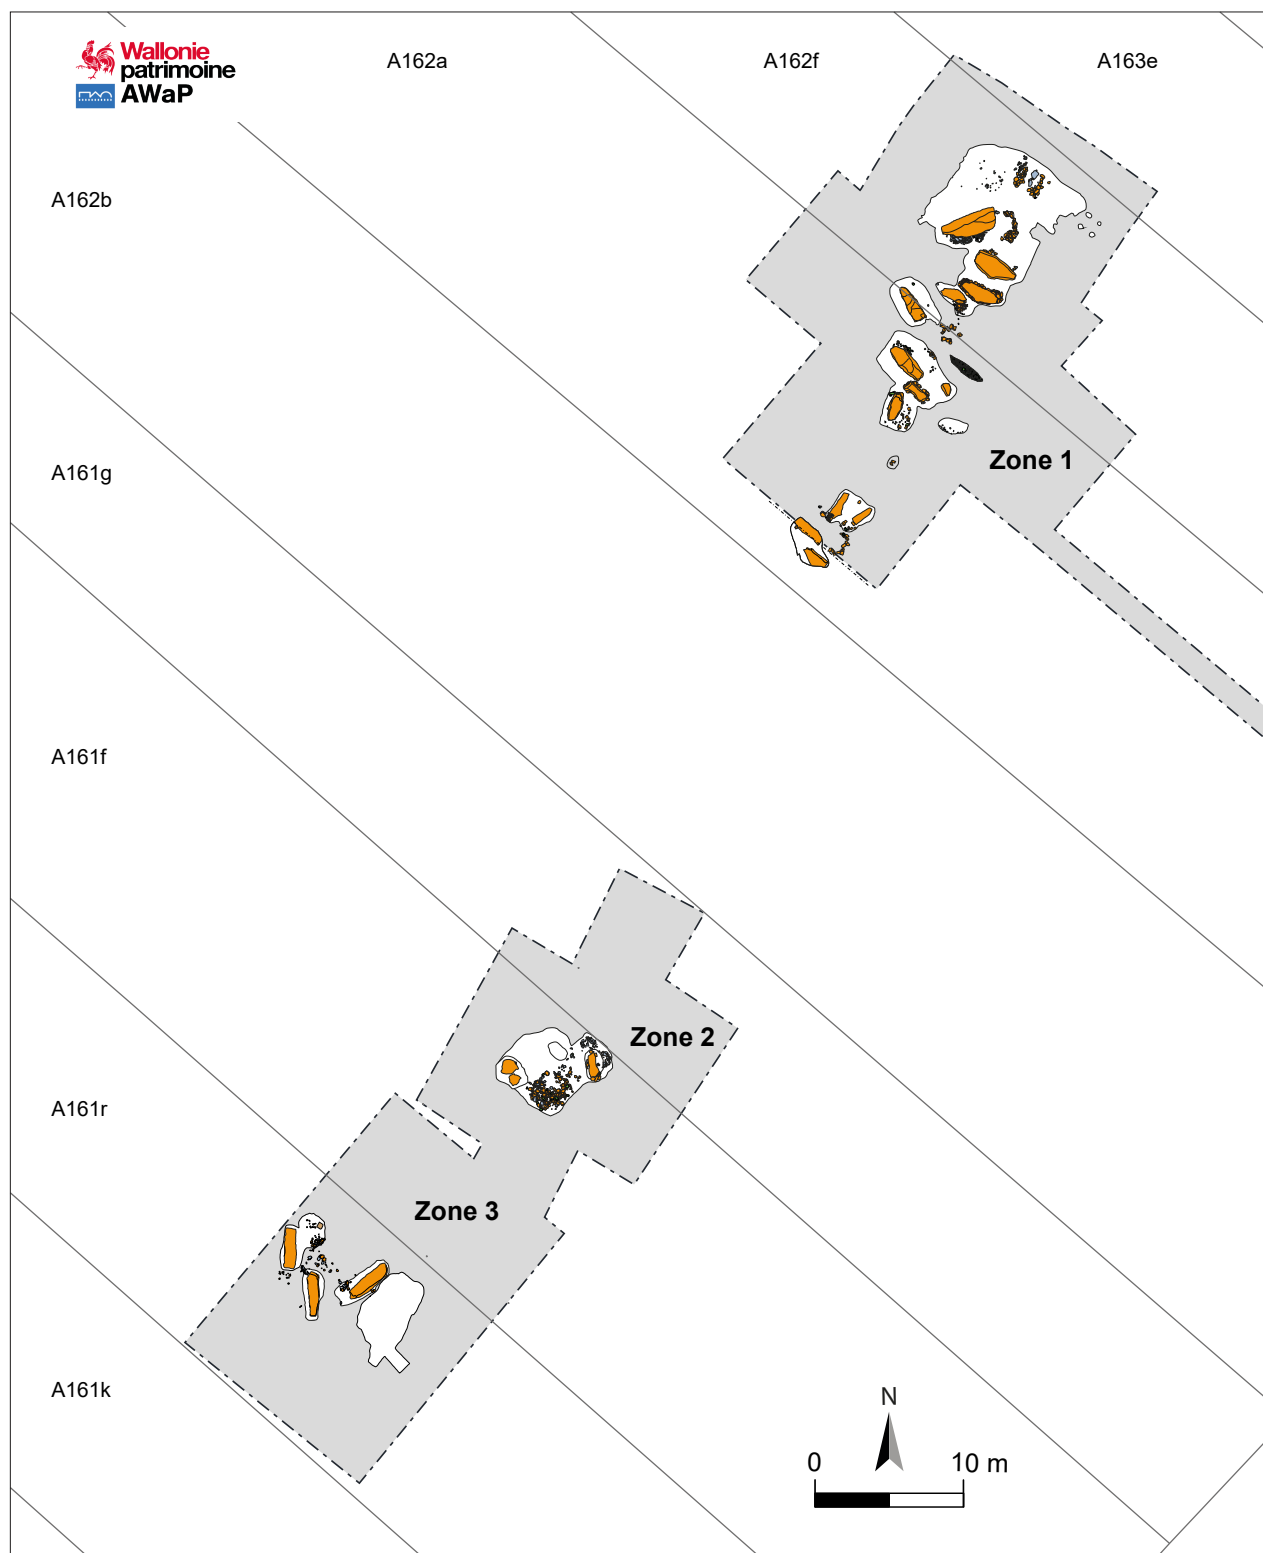 Wallonie
patrimoine
AWaP
A162a
A162f
A163e
A162b
A161g
Zone 1
A161f
Zone 2
A161r
Zone 3
A161k
N
0 10 m